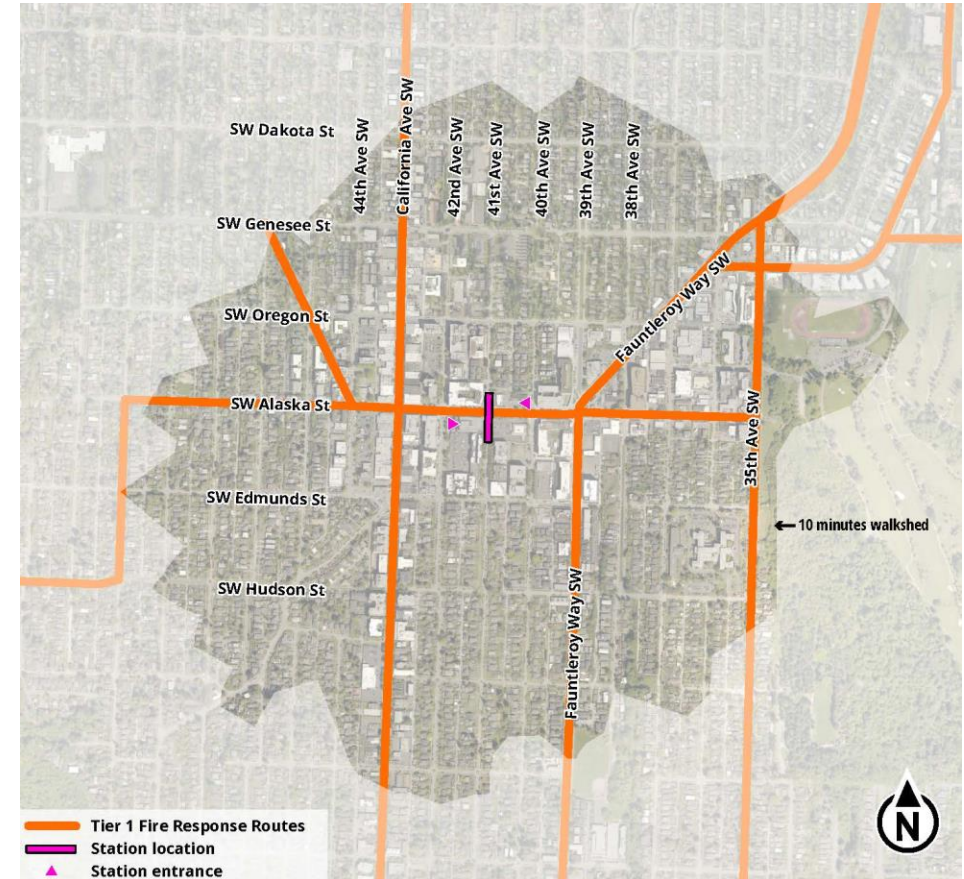 SW Dakota St
44th Ave SW
California Ave SW
42nd Ave SW
41st Ave SW
40th Ave SW
39th Ave SW
38th Ave SW
SW Genesee St
Fauntleroy Way SW
SW Oregon St
SW Alaska St
35th Ave SW
SW Edmunds St
10 minutes walkshed
SW Hudson St
Fauntleroy Way SW
Tier 1 Fire Response Routes
Station location
Station entrance
N